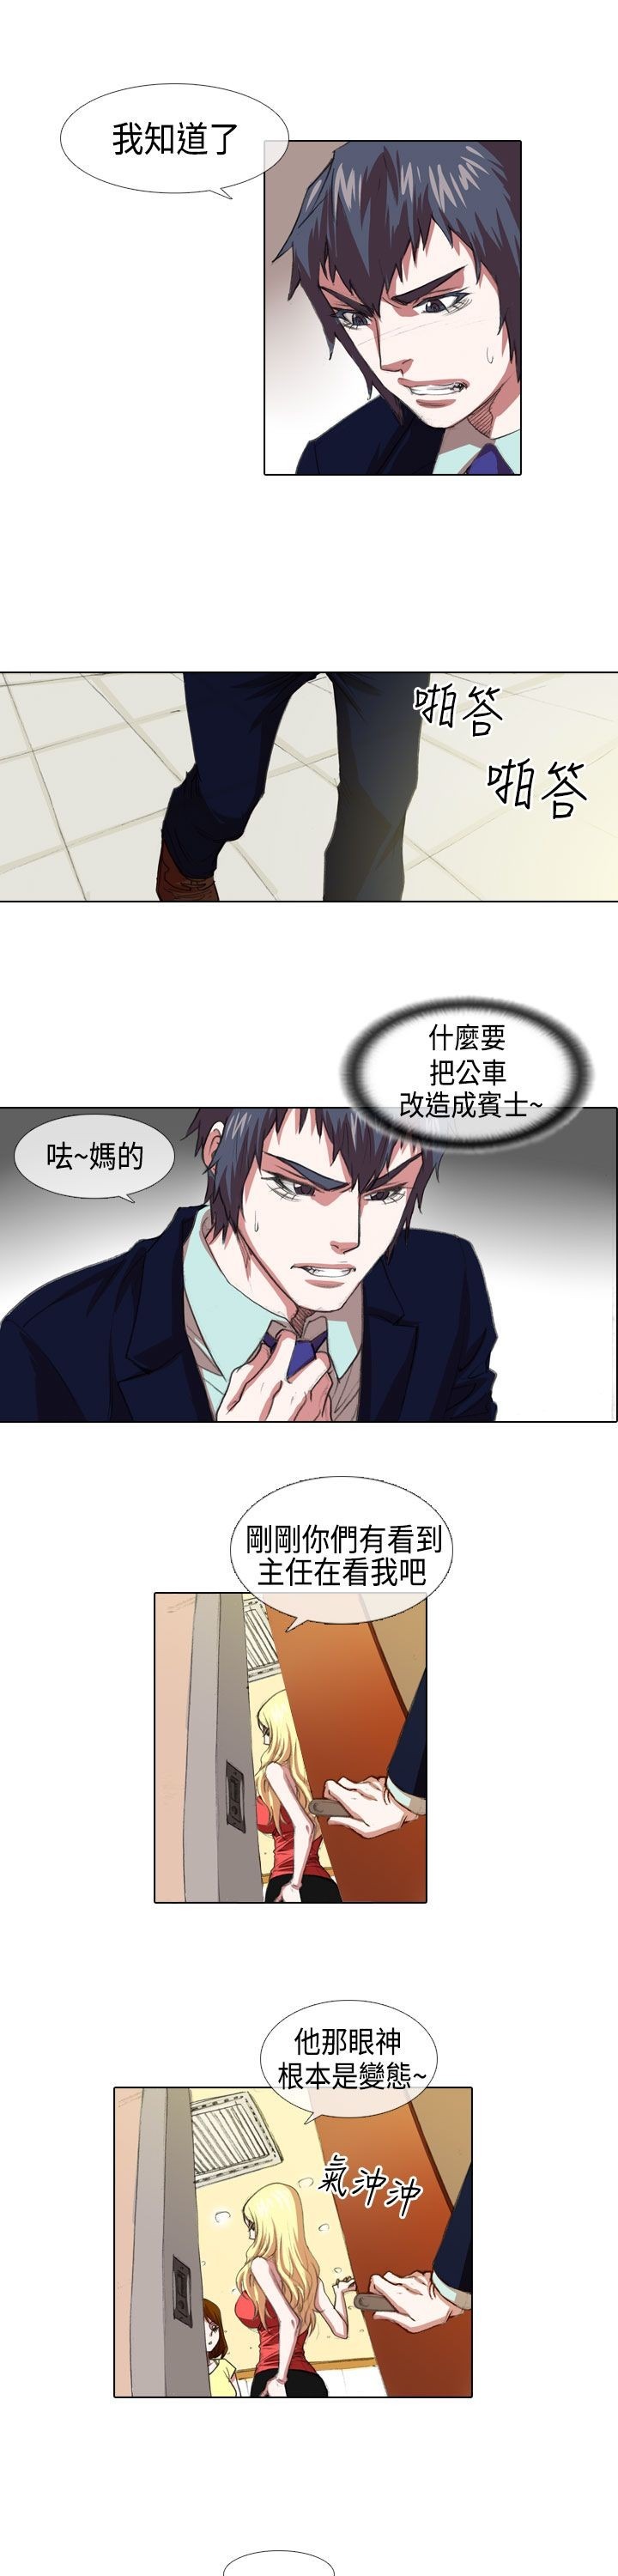 我知道了
啪答
啪答
什麼要
把公車
改造成賓士~
呿~媽的
剛剛你們有看到
主任在看我吧
他那眼神
根本是變態~
氣沖沖